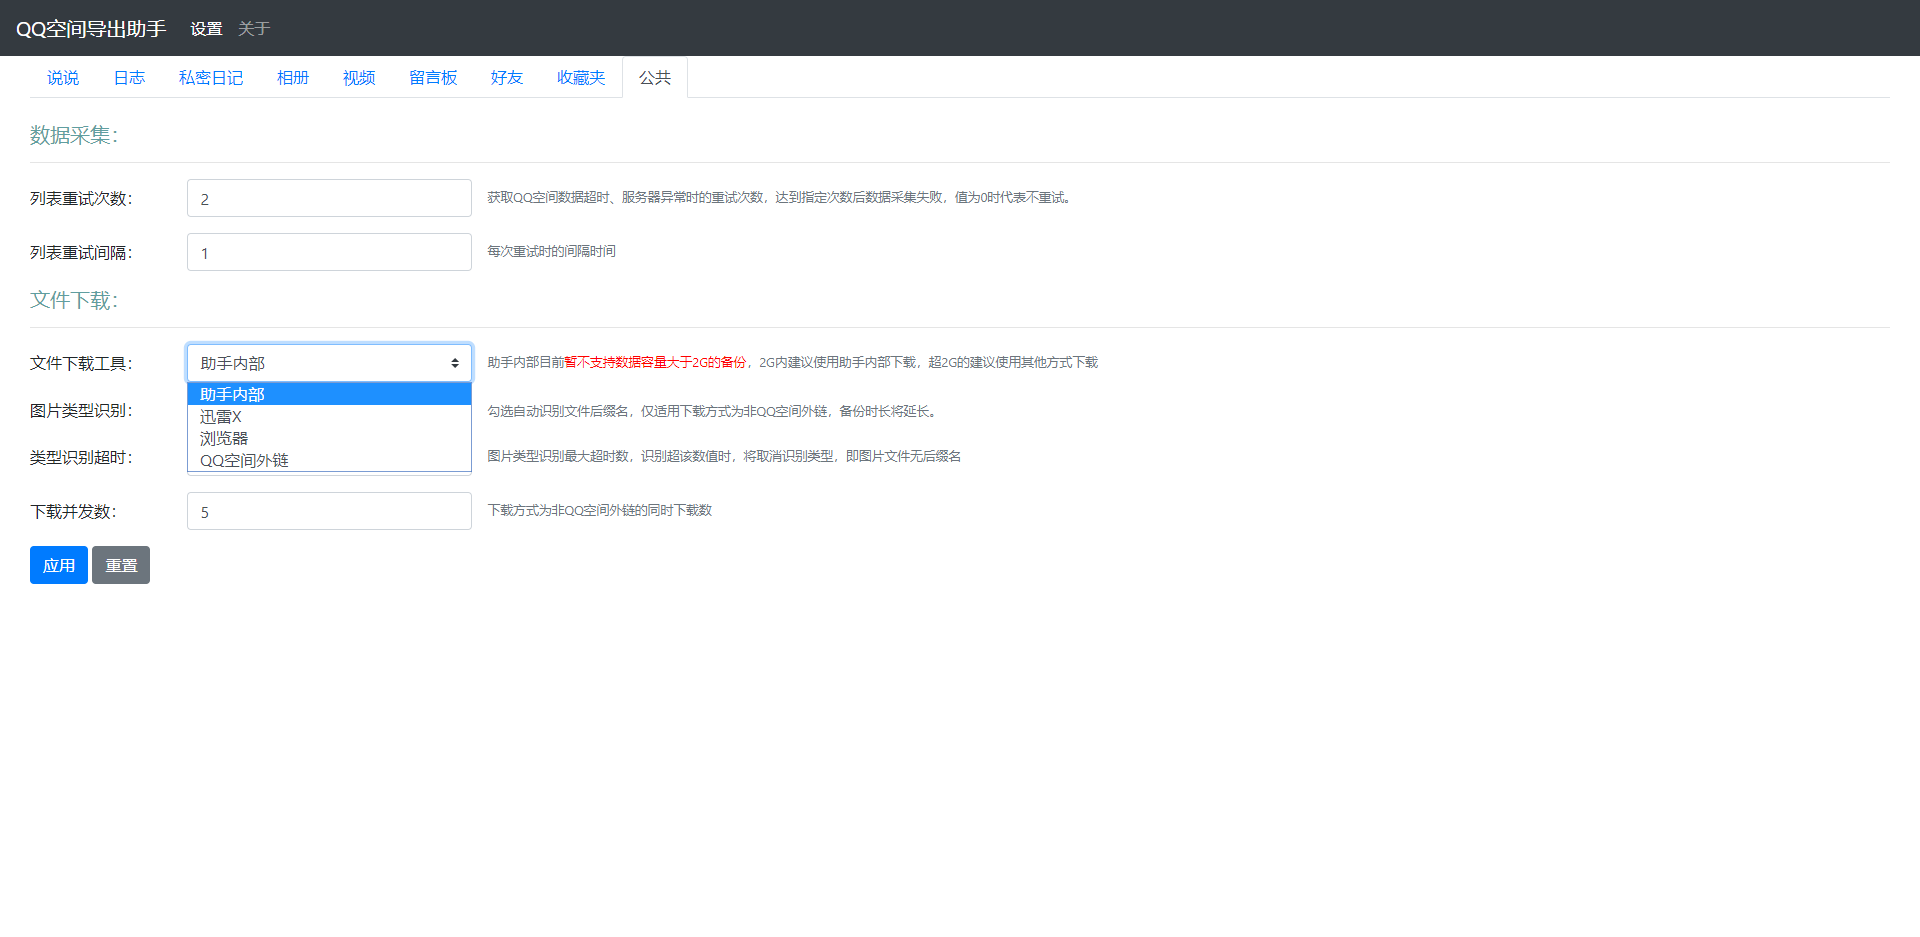 QQ空间导出助手 设置 关于
说说 日志 私密日记 相册 视频 留言板 好友 收藏夹 公共
数据采集：
列表重试次数： 2 获取QQ空间数据超时、服务器异常时的重试次数，达到指定次数后数据采集失败，值为0时代表不重试。
列表重试间隔： 1 每次重试时的间隔时间
文件下载：
文件下载工具： 助手内部 助手内部目前暂不支持数据容量大于2G的备份，2G内建议使用助手内部下载，超2G的建议使用其他方式下载
助手内部
图片类型识别： 迅雷X 勾选自动识别文件后缀名，仅适用下载方式为非QQ空间外链，备份时长将延长。
浏览器
类型识别超时： QQ空间外链 图片类型识别最大超时数，识别超该数值时，将取消识别类型，即图片文件无后缀名
下载并发数： 5 下载方式为非QQ空间外链的同时下载数
应用 重置